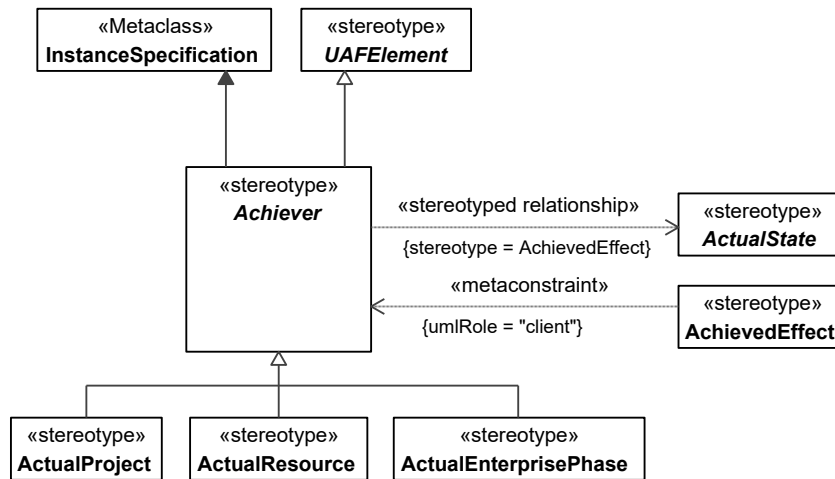 «Metaclass»
InstanceSpecification
«stereotype»
UAFElement
«stereotype»
Achiever
«stereotyped relationship»
{stereotype = AchievedEffect}
«stereotype»
ActualState
«metaconstraint»
{umlRole = "client"}
«stereotype»
AchievedEffect
«stereotype»
ActualProject
«stereotype»
ActualResource
«stereotype»
ActualEnterprisePhase